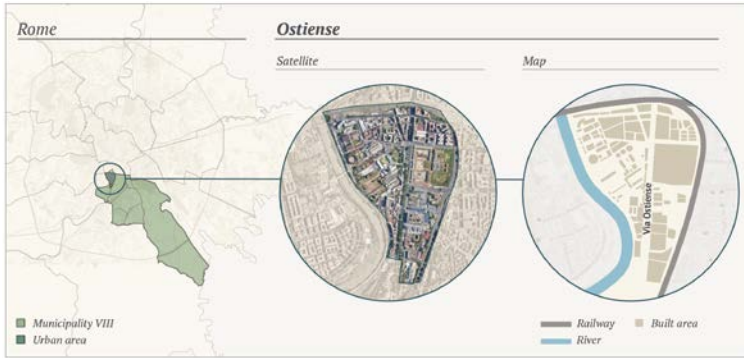 Rome
Ostiense
Satellite
Map
Via Ostiense
Municipality VIII
Urban area
Railway
Built area
River